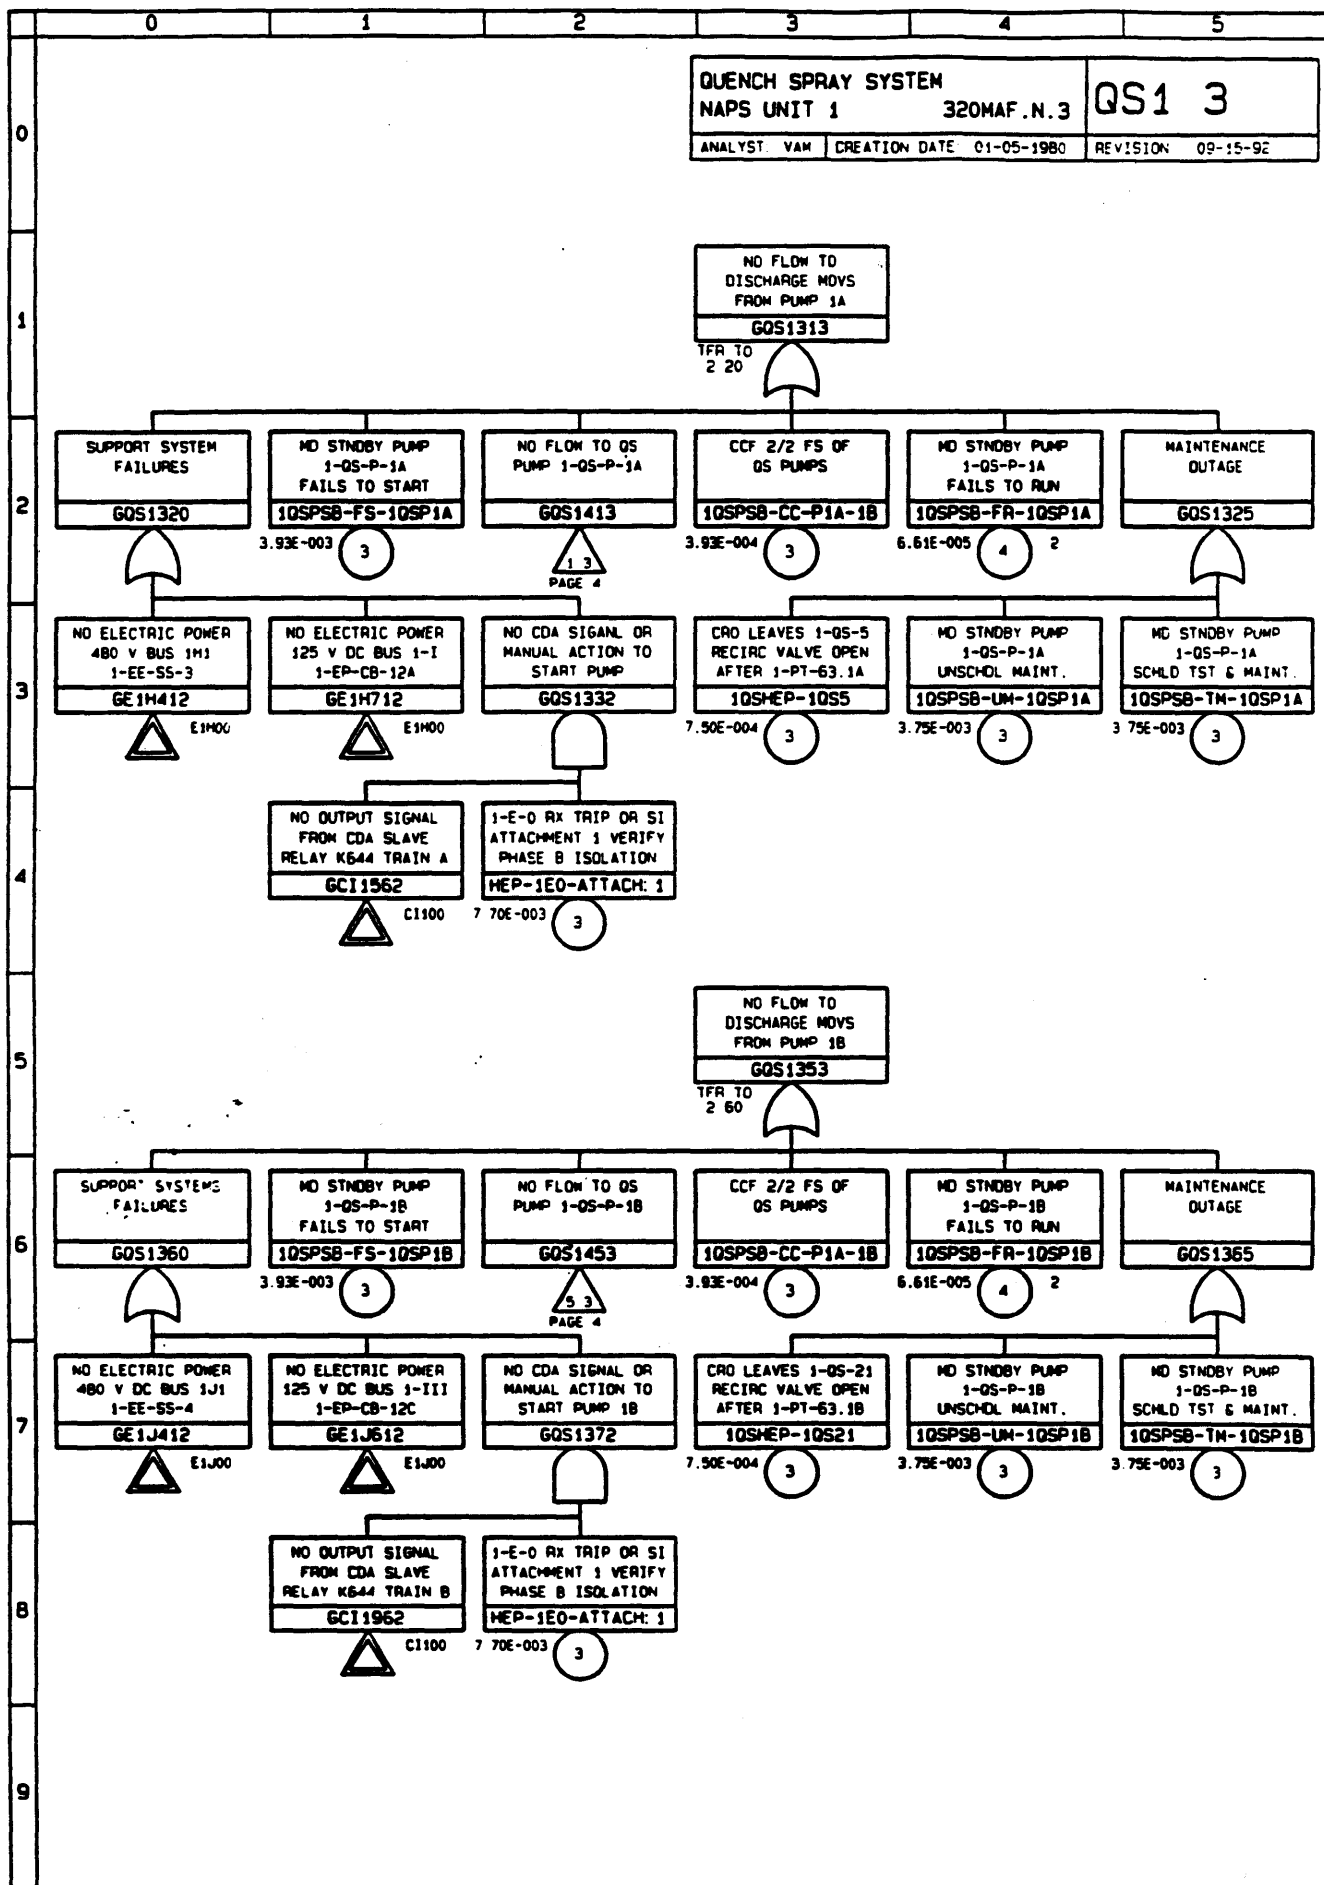 0 1 2 3 4 5
QUENCH SPRAY SYSTEM
NAPS UNIT 1 320MAF.N.3
QS1 3
ANALYST: VAM CREATION DATE 01-05-1980 REVISION 09-15-92
0
NO FLOW TO
DISCHARGE MOVS
FROM PUMP 1A
GQS1313
TFR TO
2 20
1
SUPPORT SYSTEM
FAILURES
GQS1320
MD STNDBY PUMP
1-QS-P-1A
FAILS TO START
1QSPSB-FS-1QSP1A
3.93E-003
3
NO FLOW TO QS
PUMP 1-QS-P-1A
GQS1413
1 3
PAGE 4
CCF 2/2 FS OF
QS PUMPS
1QSPSB-CC-P1A-1B
3.93E-004
3
MD STNDBY PUMP
1-QS-P-1A
FAILS TO RUN
1QSPSB-FR-1QSP1A
6.61E-005
4
2
MAINTENANCE
OUTAGE
GQS1325
2
NO ELECTRIC POWER
480 V BUS 1H1
1-EE-SS-3
GE1H412
E1H00
NO ELECTRIC POWER
125 V DC BUS 1-I
1-EP-CB-12A
GE1H712
E1H00
NO CDA SIGANL OR
MANUAL ACTION TO
START PUMP
GQS1332
CRO LEAVES 1-QS-5
RECIRC VALVE OPEN
AFTER 1-PT-63.1A
1QSHEP-1QS5
7.50E-004
3
MD STNDBY PUMP
1-QS-P-1A
UNSCHDL MAINT.
1QSPSB-UM-1QSP1A
3.75E-003
3
MD STNDBY PUMP
1-QS-P-1A
SCHLD TST & MAINT.
1QSPSB-TM-1QSP1A
3 75E-003
3
3
NO OUTPUT SIGNAL
FROM CDA SLAVE
RELAY K644 TRAIN A
GCI1562
CI100
1-E-0 RX TRIP OR SI
ATTACHMENT 1 VERIFY
PHASE B ISOLATION
HEP-1E0-ATTACH: 1
7 70E-003
3
4
NO FLOW TO
DISCHARGE MOVS
FROM PUMP 1B
GQS1353
TFR TO
2 60
5
SUPPORT SYSTEMS
FAILURES
GQS1360
MD STNDBY PUMP
1-QS-P-1B
FAILS TO START
1QSPSB-FS-1QSP1B
3.93E-003
3
NO FLOW TO QS
PUMP 1-QS-P-1B
GQS1453
5 3
PAGE 4
CCF 2/2 FS OF
QS PUMPS
1QSPSB-CC-P1A-1B
3.93E-004
3
MD STNDBY PUMP
1-QS-P-1B
FAILS TO RUN
1QSPSB-FR-1QSP1B
6.61E-005
4
2
MAINTENANCE
OUTAGE
GQS1365
6
NO ELECTRIC POWER
480 V DC BUS 1J1
1-EE-SS-4
GE1J412
E1J00
NO ELECTRIC POWER
125 V DC BUS 1-III
1-EP-CB-12C
GE1J612
E1J00
NO CDA SIGNAL OR
MANUAL ACTION TO
START PUMP 1B
GQS1372
CRO LEAVES 1-QS-21
RECIRC VALVE OPEN
AFTER 1-PT-63.1B
1QSHEP-1QS21
7.50E-004
3
MD STNDBY PUMP
1-QS-P-1B
UNSCHDL MAINT.
1QSPSB-UM-1QSP1B
3.75E-003
3
MD STNDBY PUMP
1-QS-P-1B
SCHLD TST & MAINT.
1QSPSB-TM-1QSP1B
3.75E-003
3
7
NO OUTPUT SIGNAL
FROM CDA SLAVE
RELAY K644 TRAIN B
GCI1962
CI100
1-E-0 RX TRIP OR SI
ATTACHMENT 1 VERIFY
PHASE B ISOLATION
HEP-1E0-ATTACH: 1
7 70E-003
3
8
9